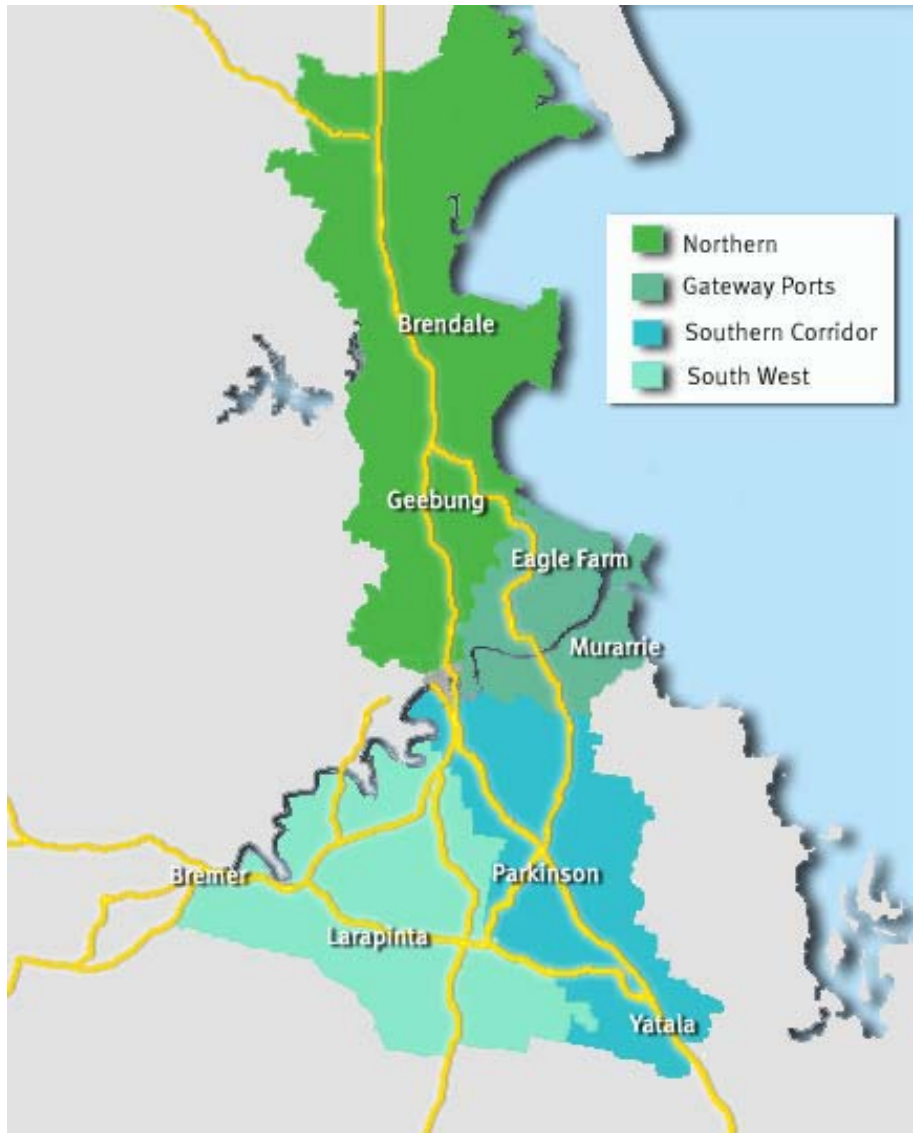 Northern
Gateway Ports
Southern Corridor
South West
Brendale
Geebung
Eagle Farm
Murarrie
Bremer
Parkinson
Larapinta
Yatala